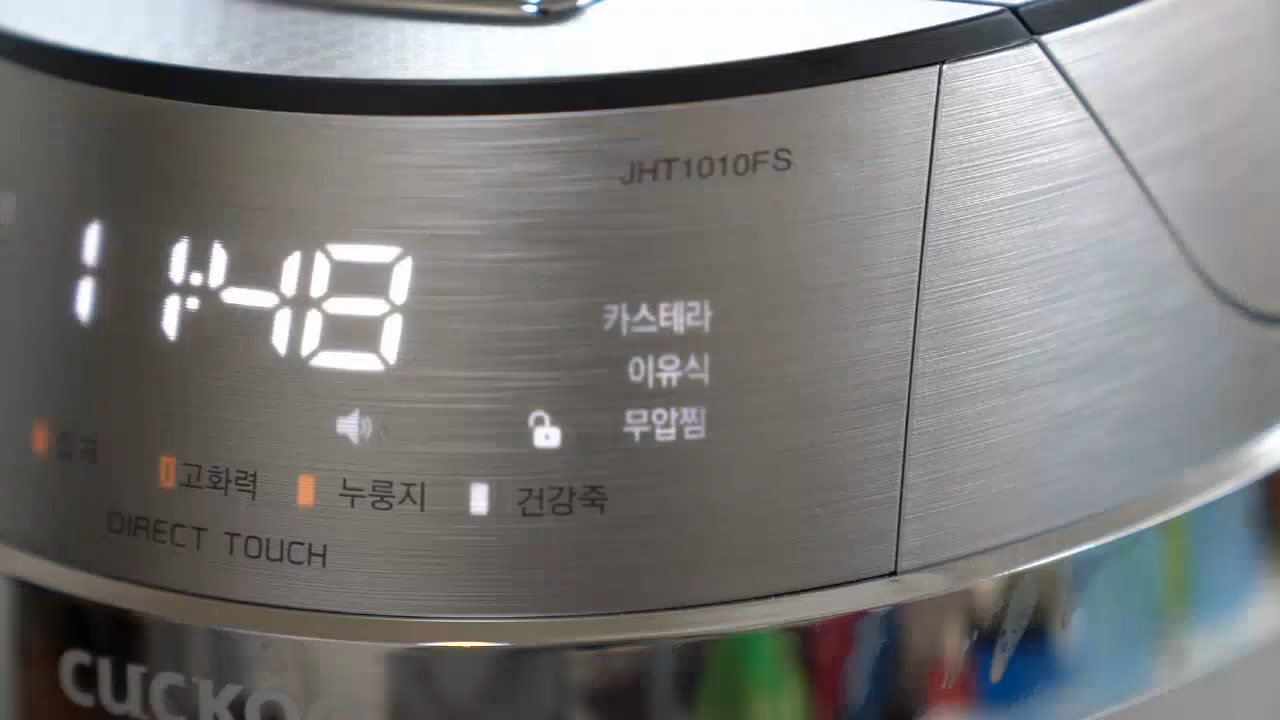 JHT1010FS
11:48
카스테라
이유식
무압찜
고화력 누룽지 건강죽
DIRECT TOUCH
CUCKOO